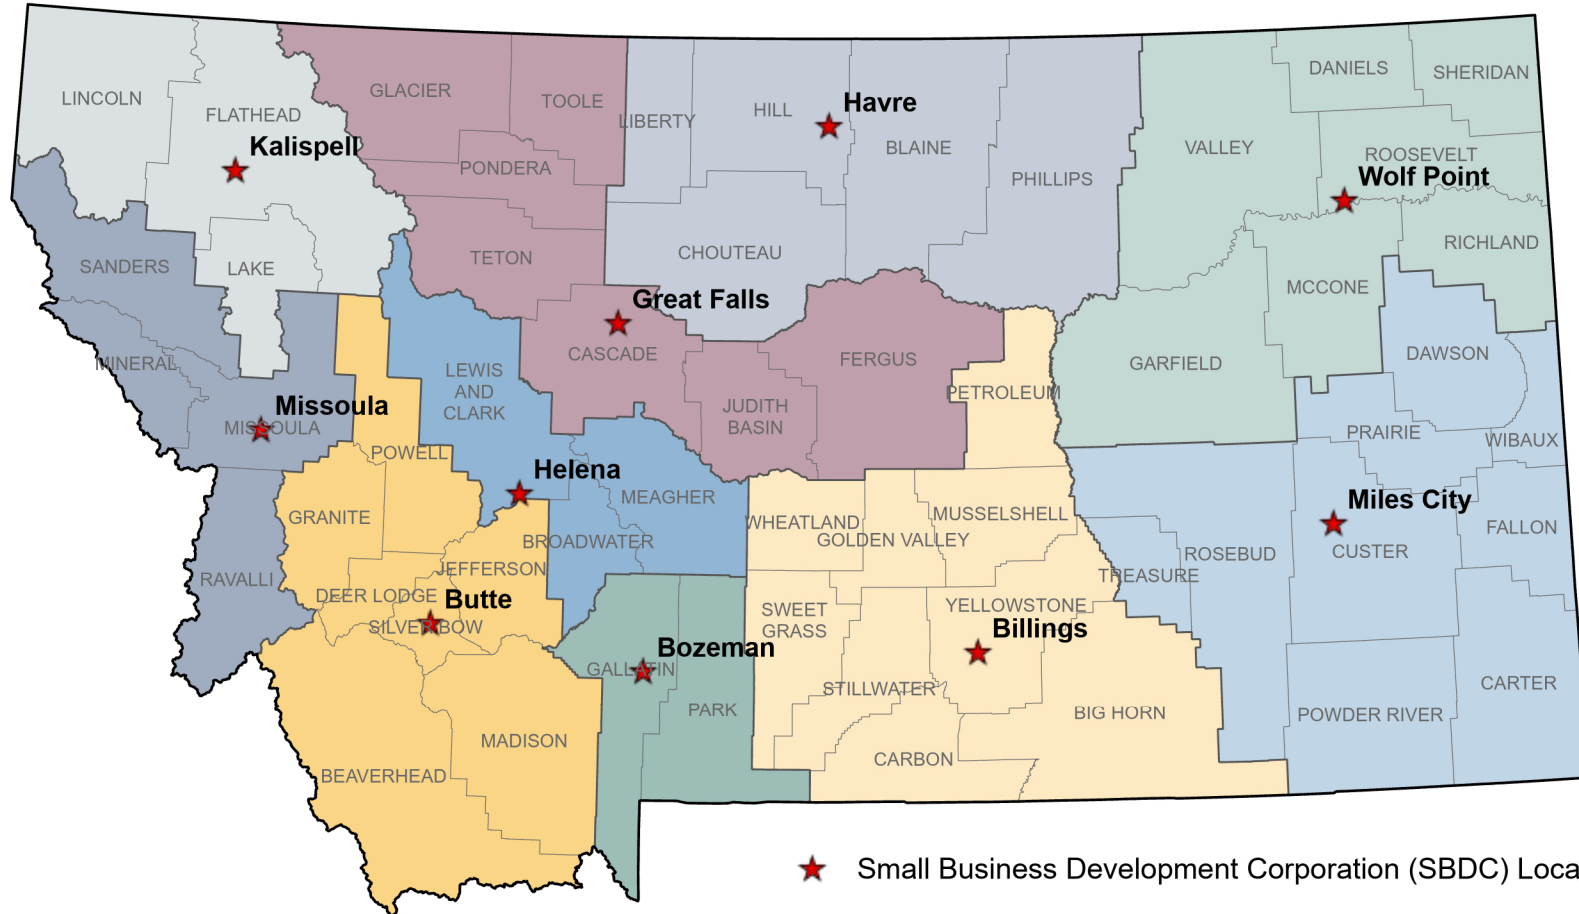 LINCOLN
FLATHEAD
Kalispell
GLACIER
TOOLE
PONDERA
LIBERTY
HILL
Havre
BLAINE
PHILLIPS
DANIELS
SHERIDAN
VALLEY
ROOSEVELT
Wolf Point
RICHLAND
SANDERS
LAKE
TETON
CHOUTEAU
MCCONE
Great Falls
CASCADE
FERGUS
GARFIELD
DAWSON
MINERAL
Missoula
MISSOULA
LEWIS
AND
CLARK
JUDITH
BASIN
PETROLEUM
PRAIRIE
WIBAUX
POWELL
Helena
MEAGHER
GRANITE
BROADWATER
WHEATLAND
GOLDEN VALLEY
MUSSELSHELL
Miles City
CUSTER
FALLON
ROSEBUD
TREASURE
RAVALLI
JEFFERSON
DEER LODGE
Butte
SILVER BOW
SWEET
GRASS
YELLOWSTONE
Billings
Bozeman
GALLATIN
PARK
STILLWATER
BIG HORN
POWDER RIVER
CARTER
MADISON
BEAVERHEAD
CARBON
Small Business Development Corporation (SBDC) Loca